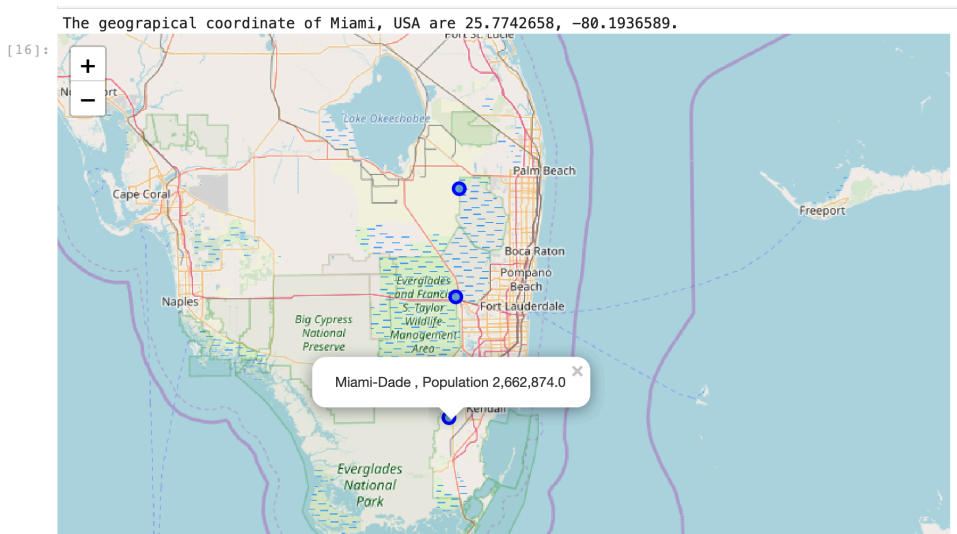 The geograpical coordinate of Miami, USA are 25.7742658, -80.1936589.
[16]:
Fort St. Lucie
+
−
Lake Okeechobee
Palm Beach
Cape Coral
Freeport
Boca Raton
Pompano
Beach
Everglades
and Francis
S. Taylor
Wildlife
Management
Area
Naples
Fort Lauderdale
Big Cypress
National
Preserve
×
Miami-Dade , Population 2,662,874.0
Kendall
Everglades
National
Park